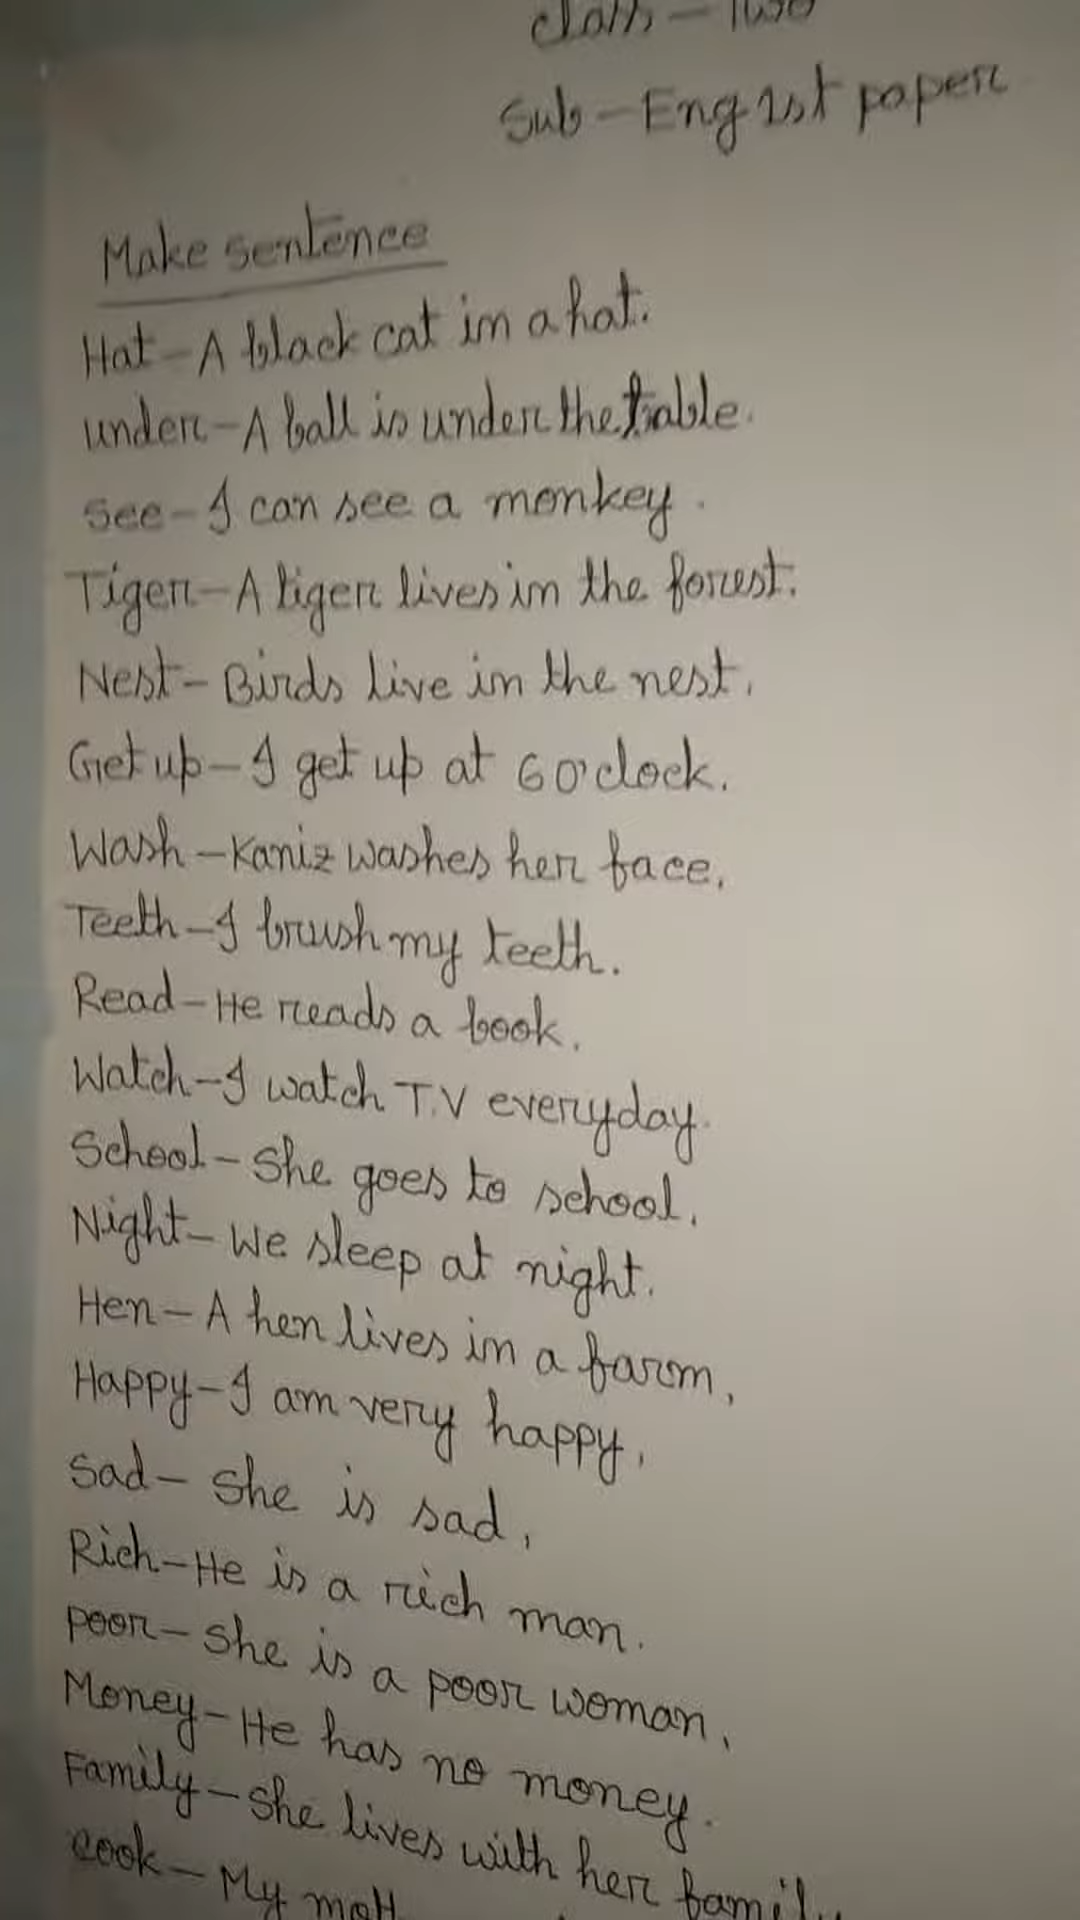 class - Two
Sub - Eng 1st paper
Make sentence
Hat - A black cat in a hat.
Under - A ball is under the table.
See - I can see a monkey.
Tiger - A tiger lives in the forest.
Nest - Birds live in the nest.
Get up - I get up at 6 O'clock.
Wash - Kaniz washes her face.
Teeth - I brush my teeth.
Read - He reads a book.
Watch - I watch T.V everyday.
School - She goes to school.
Night - We sleep at night.
Hen - A hen lives in a farm.
Happy - I am very happy.
Sad - She is sad.
Rich - He is a rich man.
Poor - She is a poor woman.
Money - He has no money.
Family - She lives with her family
Cook - My